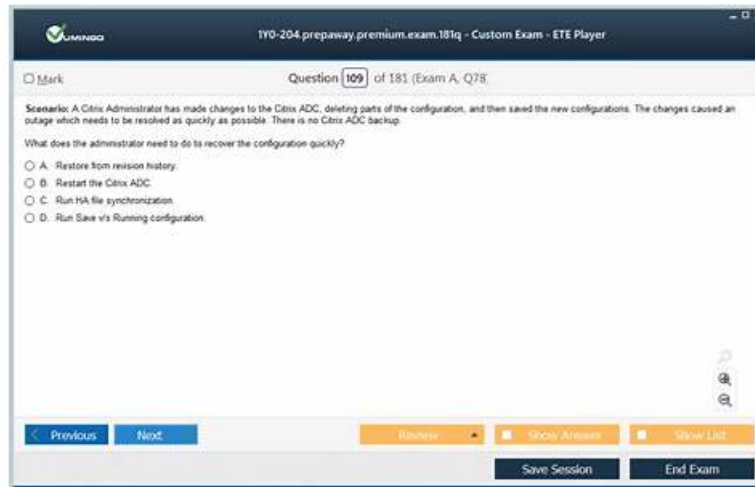 VUMINGO
1Y0-204.prepaway.premium.exam.181q - Custom Exam - ETE Player
Mark
Question 109 of 181 (Exam A, Q78)
Scenario: A Citrix Administrator has made changes to the Citrix ADC, deleting parts of the configuration, and then saved the new configurations. The changes caused an
outage which needs to be resolved as quickly as possible. There is no Citrix ADC backup.
What does the administrator need to do to recover the configuration quickly?
A. Restore from revision history.
B. Restart the Citrix ADC
C. Run HA file synchronization.
D. Run Save v/s Running configuration.
Previous
Next
Review
Show Answer
Show List
Save Session
End Exam